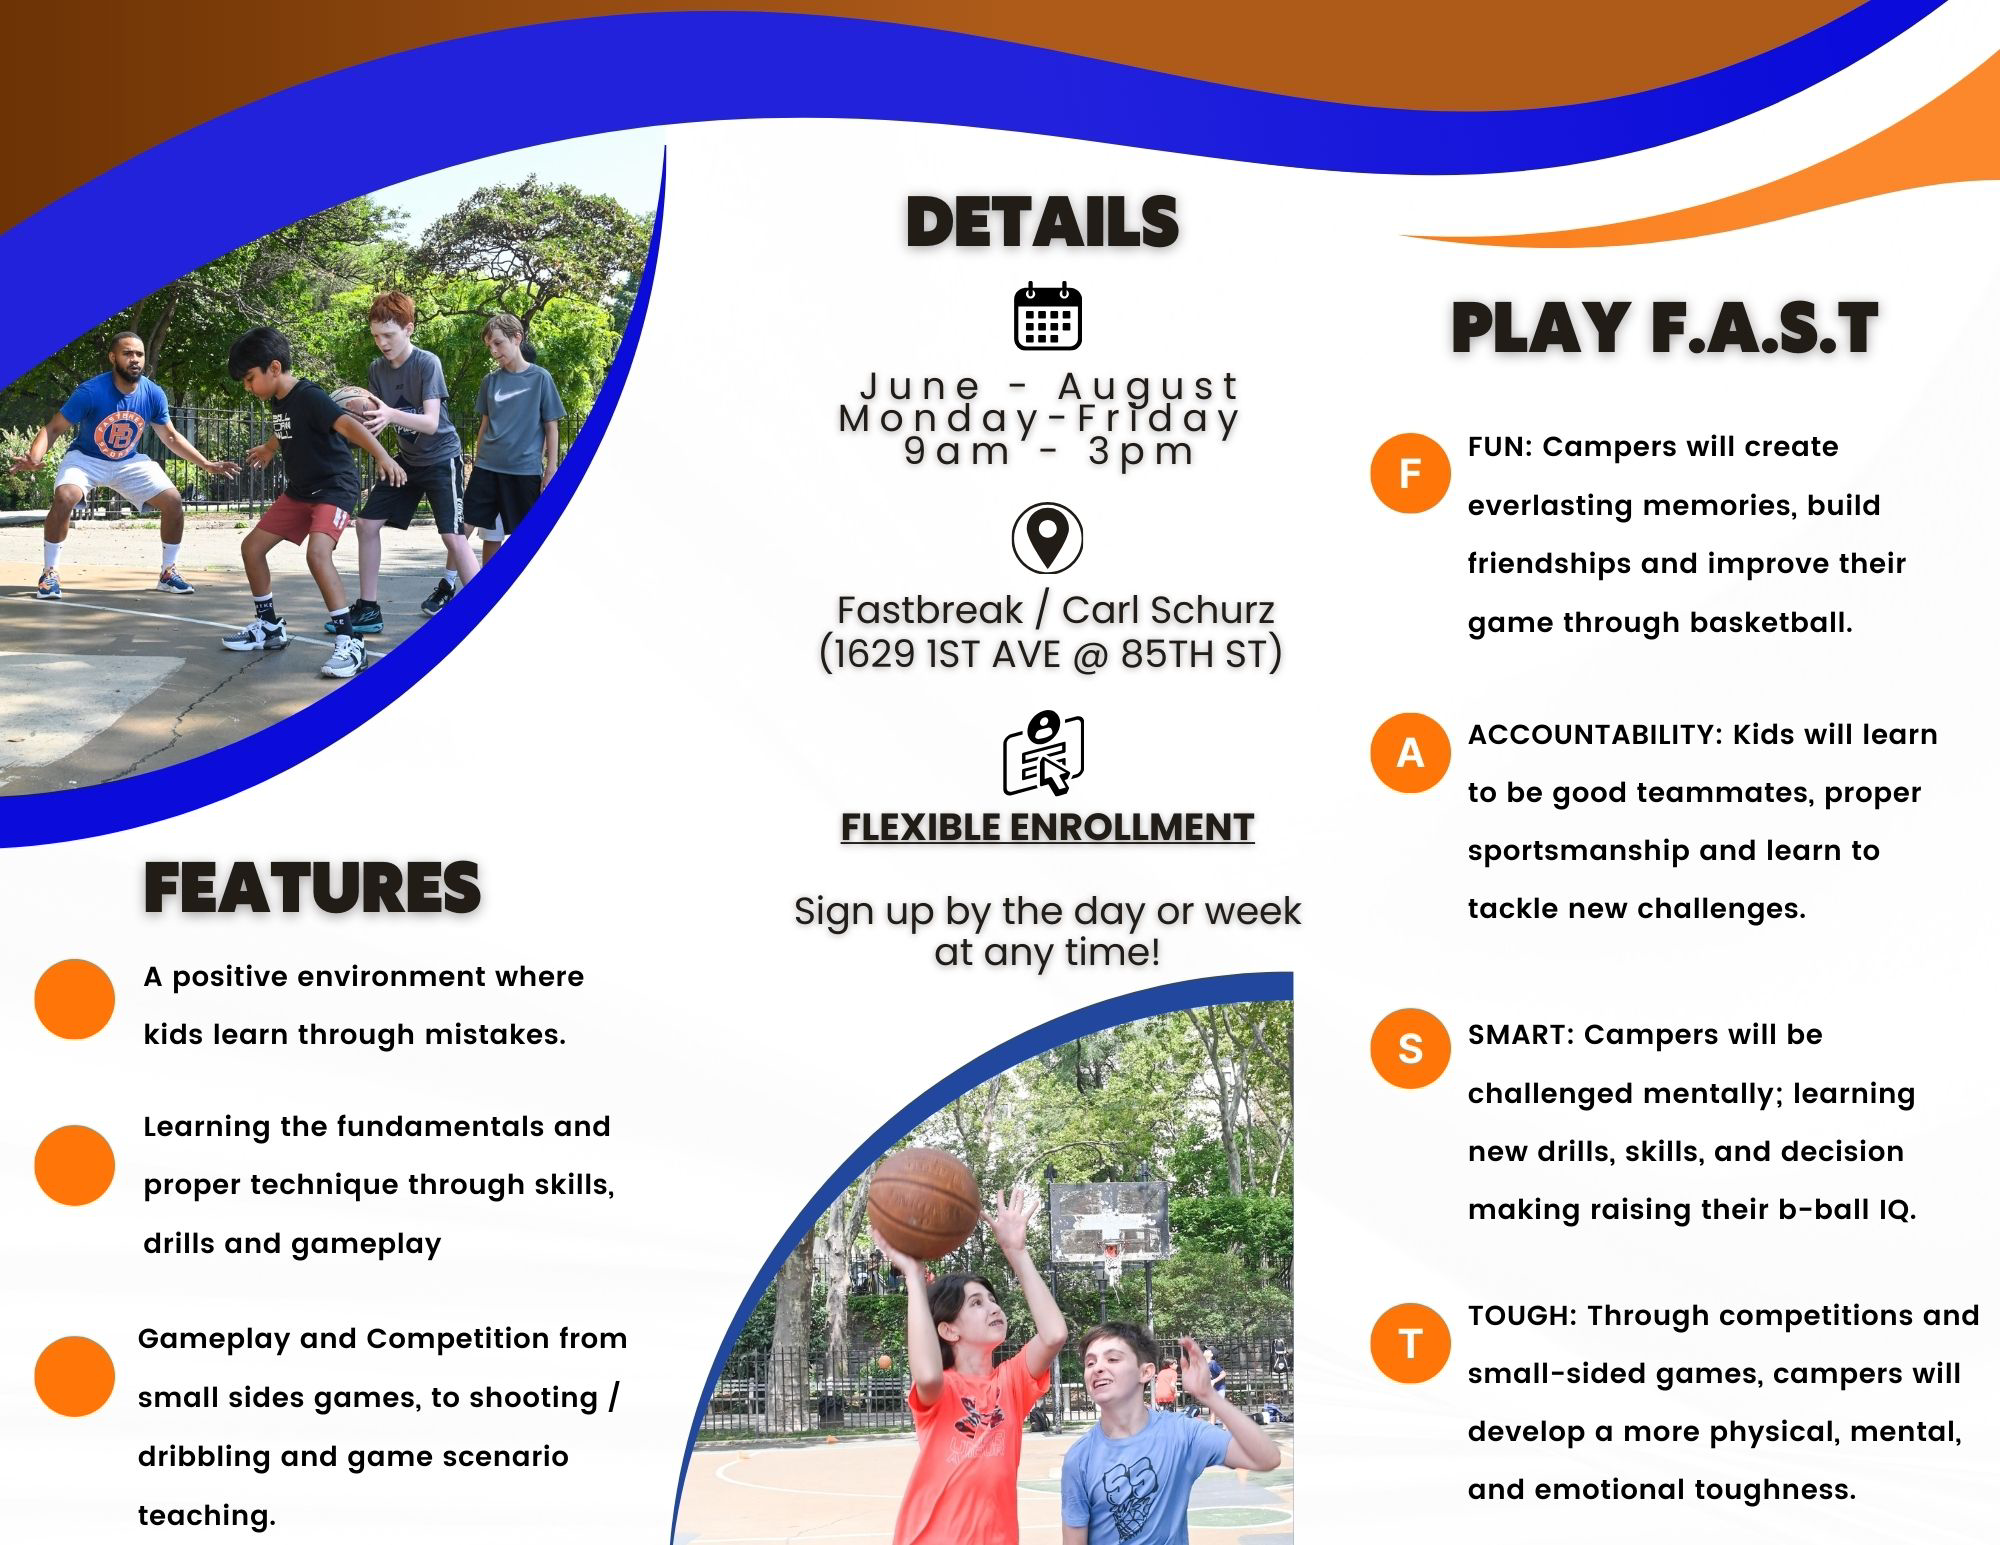 DETAILS
June - August
Monday-Friday
9am - 3pm
Fastbreak / Carl Schurz
(1629 1ST AVE @ 85TH ST)
FLEXIBLE ENROLLMENT
Sign up by the day or week
at any time!
FEATURES
A positive environment where
kids learn through mistakes.
Learning the fundamentals and
proper technique through skills,
drills and gameplay
Gameplay and Competition from
small sides games, to shooting /
dribbling and game scenario
teaching.
PLAY F.A.S.T
F
FUN: Campers will create
everlasting memories, build
friendships and improve their
game through basketball.
A
ACCOUNTABILITY: Kids will learn
to be good teammates, proper
sportsmanship and learn to
tackle new challenges.
S
SMART: Campers will be
challenged mentally; learning
new drills, skills, and decision
making raising their b-ball IQ.
T
TOUGH: Through competitions and
small-sided games, campers will
develop a more physical, mental,
and emotional toughness.